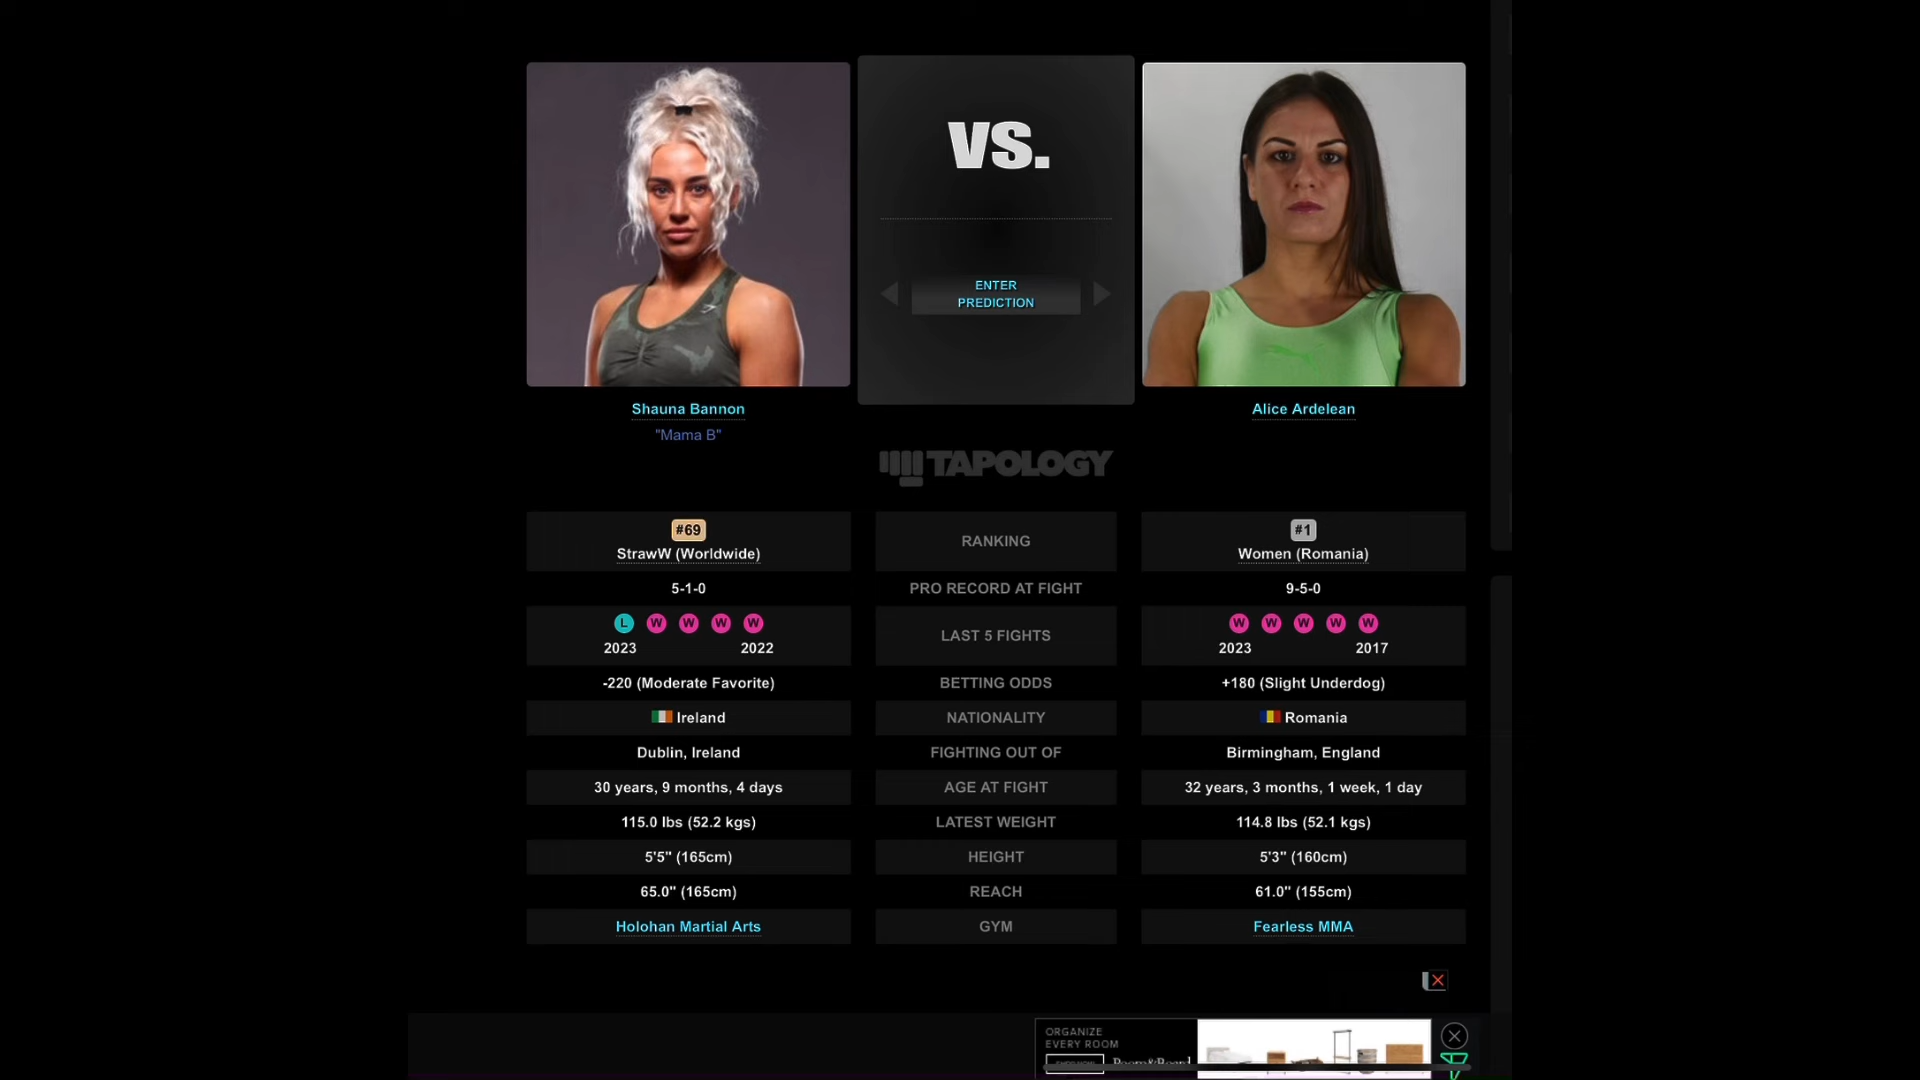 VS.
ENTER
PREDICTION
Shauna Bannon
Alice Ardelean
"Mama B"
TAPOLOGY
#69
StrawW (Worldwide)
RANKING
#1
Women (Romania)
5-1-0
PRO RECORD AT FIGHT
9-5-0
L W W W W
2023 2022
LAST 5 FIGHTS
W W W W W
2023 2017
-220 (Moderate Favorite)
BETTING ODDS
+180 (Slight Underdog)
Ireland
NATIONALITY
Romania
Dublin, Ireland
FIGHTING OUT OF
Birmingham, England
30 years, 9 months, 4 days
AGE AT FIGHT
32 years, 3 months, 1 week, 1 day
115.0 lbs (52.2 kgs)
LATEST WEIGHT
114.8 lbs (52.1 kgs)
5'5" (165cm)
HEIGHT
5'3" (160cm)
65.0" (165cm)
REACH
61.0" (155cm)
Holohan Martial Arts
GYM
Fearless MMA
ORGANIZE
EVERY ROOM
Room&Board